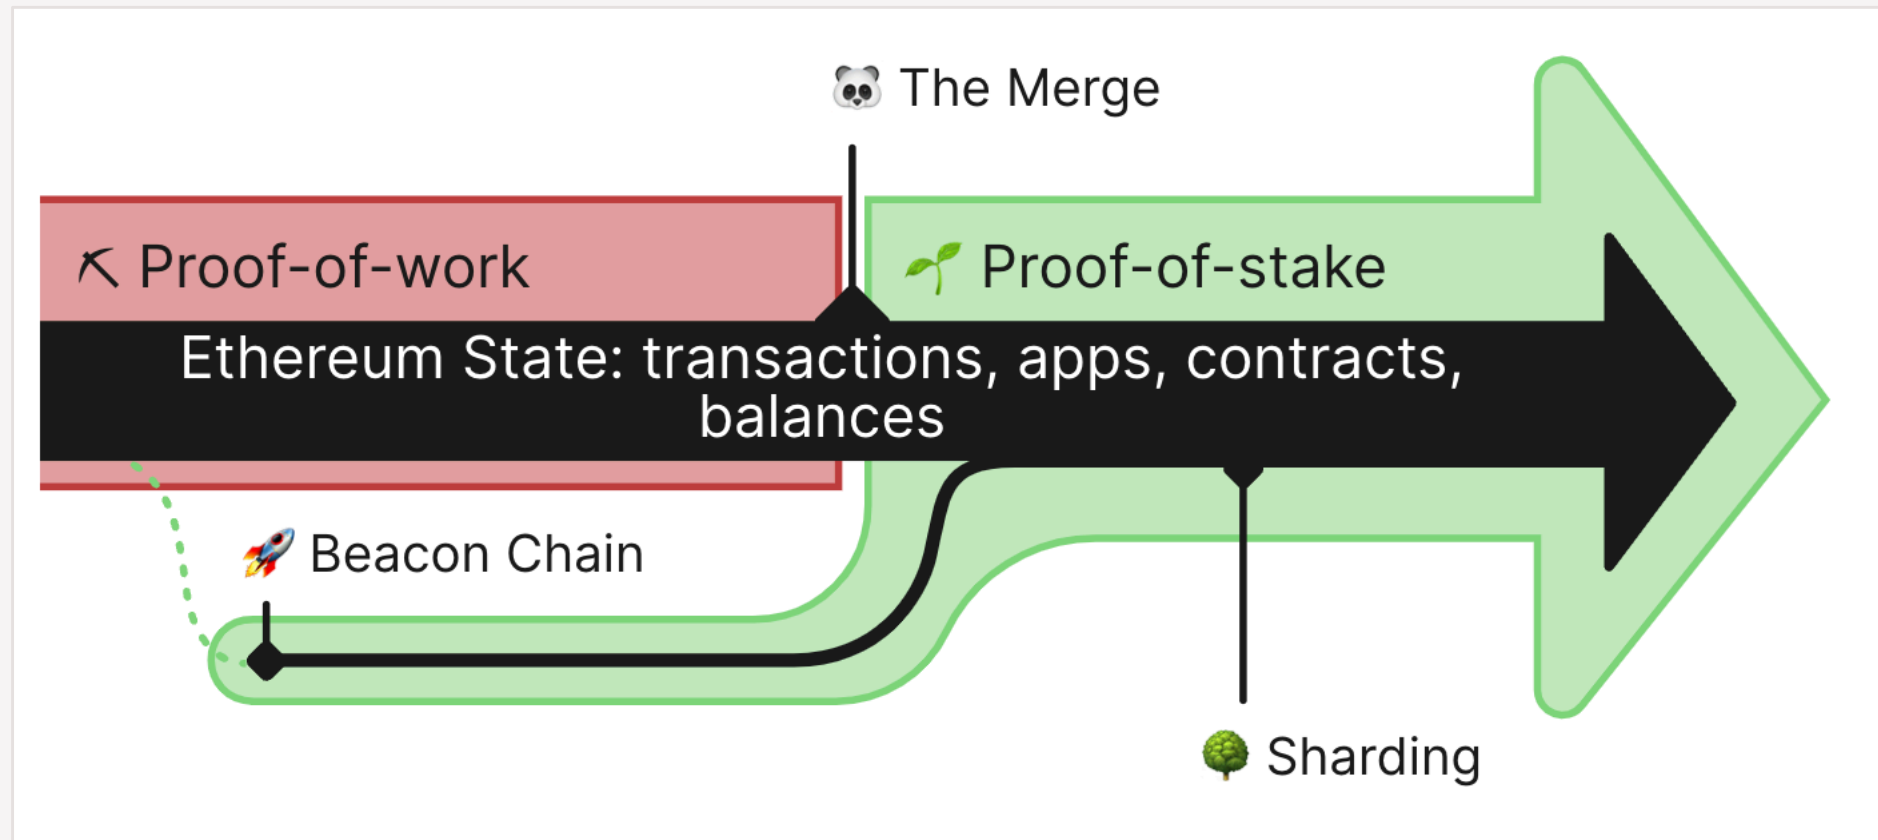 🐼 The Merge
⛏ Proof-of-work
🌱 Proof-of-stake
Ethereum State: transactions, apps, contracts,
balances
🚀 Beacon Chain
🌳 Sharding